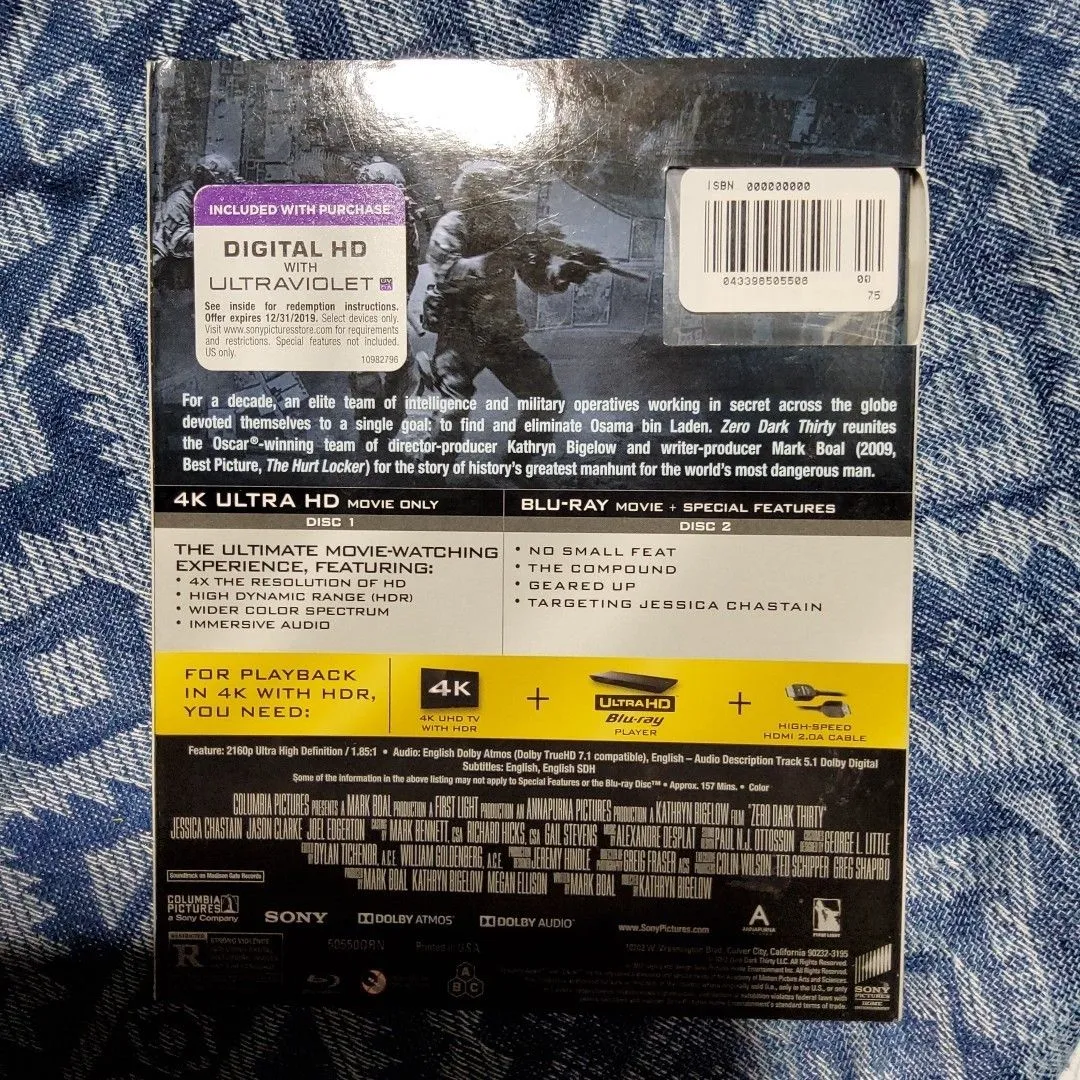 INCLUDED WITH PURCHASE
DIGITAL HD
WITH
ULTRAVIOLET UV
See inside for redemption instructions.
Offer expires 12/31/2019. Select devices only.
Visit www.sonypicturesstore.com for requirements
and restrictions. Special features not included.
US only.
10982796
ISBN 000000000
043396505506 00
75
For a decade, an elite team of intelligence and military operatives working in secret across the globe
devoted themselves to a single goal: to find and eliminate Osama bin Laden. Zero Dark Thirty reunites
the Oscar®-winning team of director-producer Kathryn Bigelow and writer-producer Mark Boal (2009,
Best Picture, The Hurt Locker) for the story of history's greatest manhunt for the world's most dangerous man.
4K ULTRA HD MOVIE ONLY
DISC 1
THE ULTIMATE MOVIE-WATCHING
EXPERIENCE, FEATURING:
• 4X THE RESOLUTION OF HD
• HIGH DYNAMIC RANGE (HDR)
• WIDER COLOR SPECTRUM
• IMMERSIVE AUDIO
BLU-RAY MOVIE + SPECIAL FEATURES
DISC 2
• NO SMALL FEAT
• THE COMPOUND
• GEARED UP
• TARGETING JESSICA CHASTAIN
FOR PLAYBACK
IN 4K WITH HDR,
YOU NEED:
4K
4K UHD TV
WITH HDR
+
ULTRA HD
Blu-ray
PLAYER
+
HIGH-SPEED
HDMI 2.0A CABLE
Feature: 2160p Ultra High Definition / 1.85:1 • Audio: English Dolby Atmos (Dolby TrueHD 7.1 compatible), English – Audio Description Track 5.1 Dolby Digital
Subtitles: English, English SDH
Some of the information in the above listing may not apply to Special Features or the Blu-ray Disc™ • Approx. 157 Mins. • Color
COLUMBIA PICTURES PRESENTS A MARK BOAL PRODUCTION A FIRST LIGHT PRODUCTION AN ANNAPURNA PICTURES PRODUCTION A KATHRYN BIGELOW FILM "ZERO DARK THIRTY"
JESSICA CHASTAIN JASON CLARKE JOEL EDGERTON MARK BENNETT, CSA RICHARD HICKS, CSA GAIL STEVENS ALEXANDRE DESPLAT PAUL N.J. OTTOSSON GEORGE L. LITTLE
DYLAN TICHENOR, A.C.E. WILLIAM GOLDENBERG, A.C.E. JEREMY HINDLE GREIG FRASER ACS COLIN WILSON TED SCHIPPER GREG SHAPIRO
MARK BOAL KATHRYN BIGELOW MEGAN ELLISON MARK BOAL KATHRYN BIGELOW
Soundtrack on Madison Gate Records
COLUMBIA
PICTURES
a Sony Company
SONY
DOLBY ATMOS
DOLBY AUDIO
www.SonyPictures.com
ANNAPURNA
FIRST LIGHT
RESTRICTED
R
STRONG VIOLENCE
50550ORN
Printed in U.S.A.
A
B C
10202 W. Washington Blvd., Culver City, California 90232-3195
SONY
PICTURES
HOME
ENTERTAINMENT